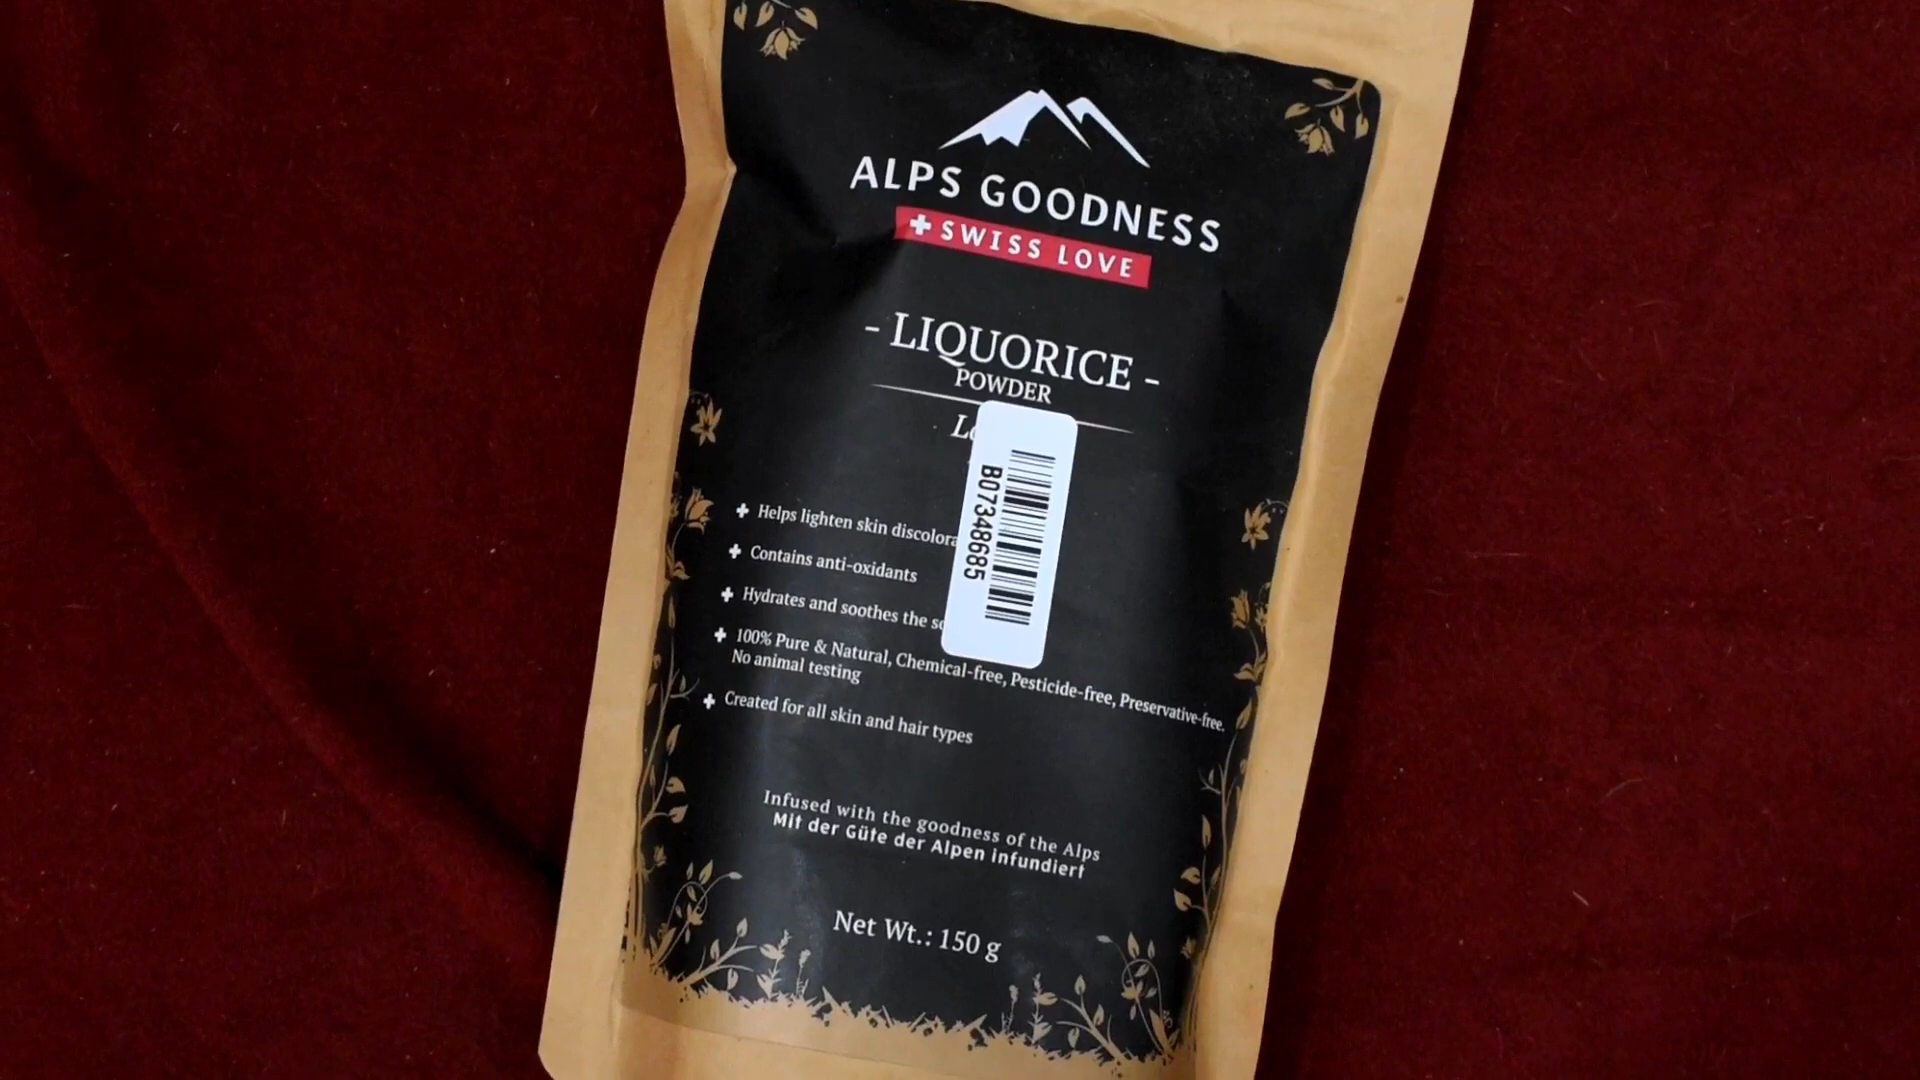 ALPS GOODNESS
SWISS LOVE
- LIQUORICE -
POWDER
B07348685
Helps lighten skin
Contains anti-oxidants
Hydrates and soothes the
100% Pure & Natural, Chemical-free, Pesticide-free, Preservative-free.
No animal testing
Created for all skin and hair types
Infused with the goodness of the Alps
Mit der Güte der Alpen infundiert
Net Wt.: 150 g